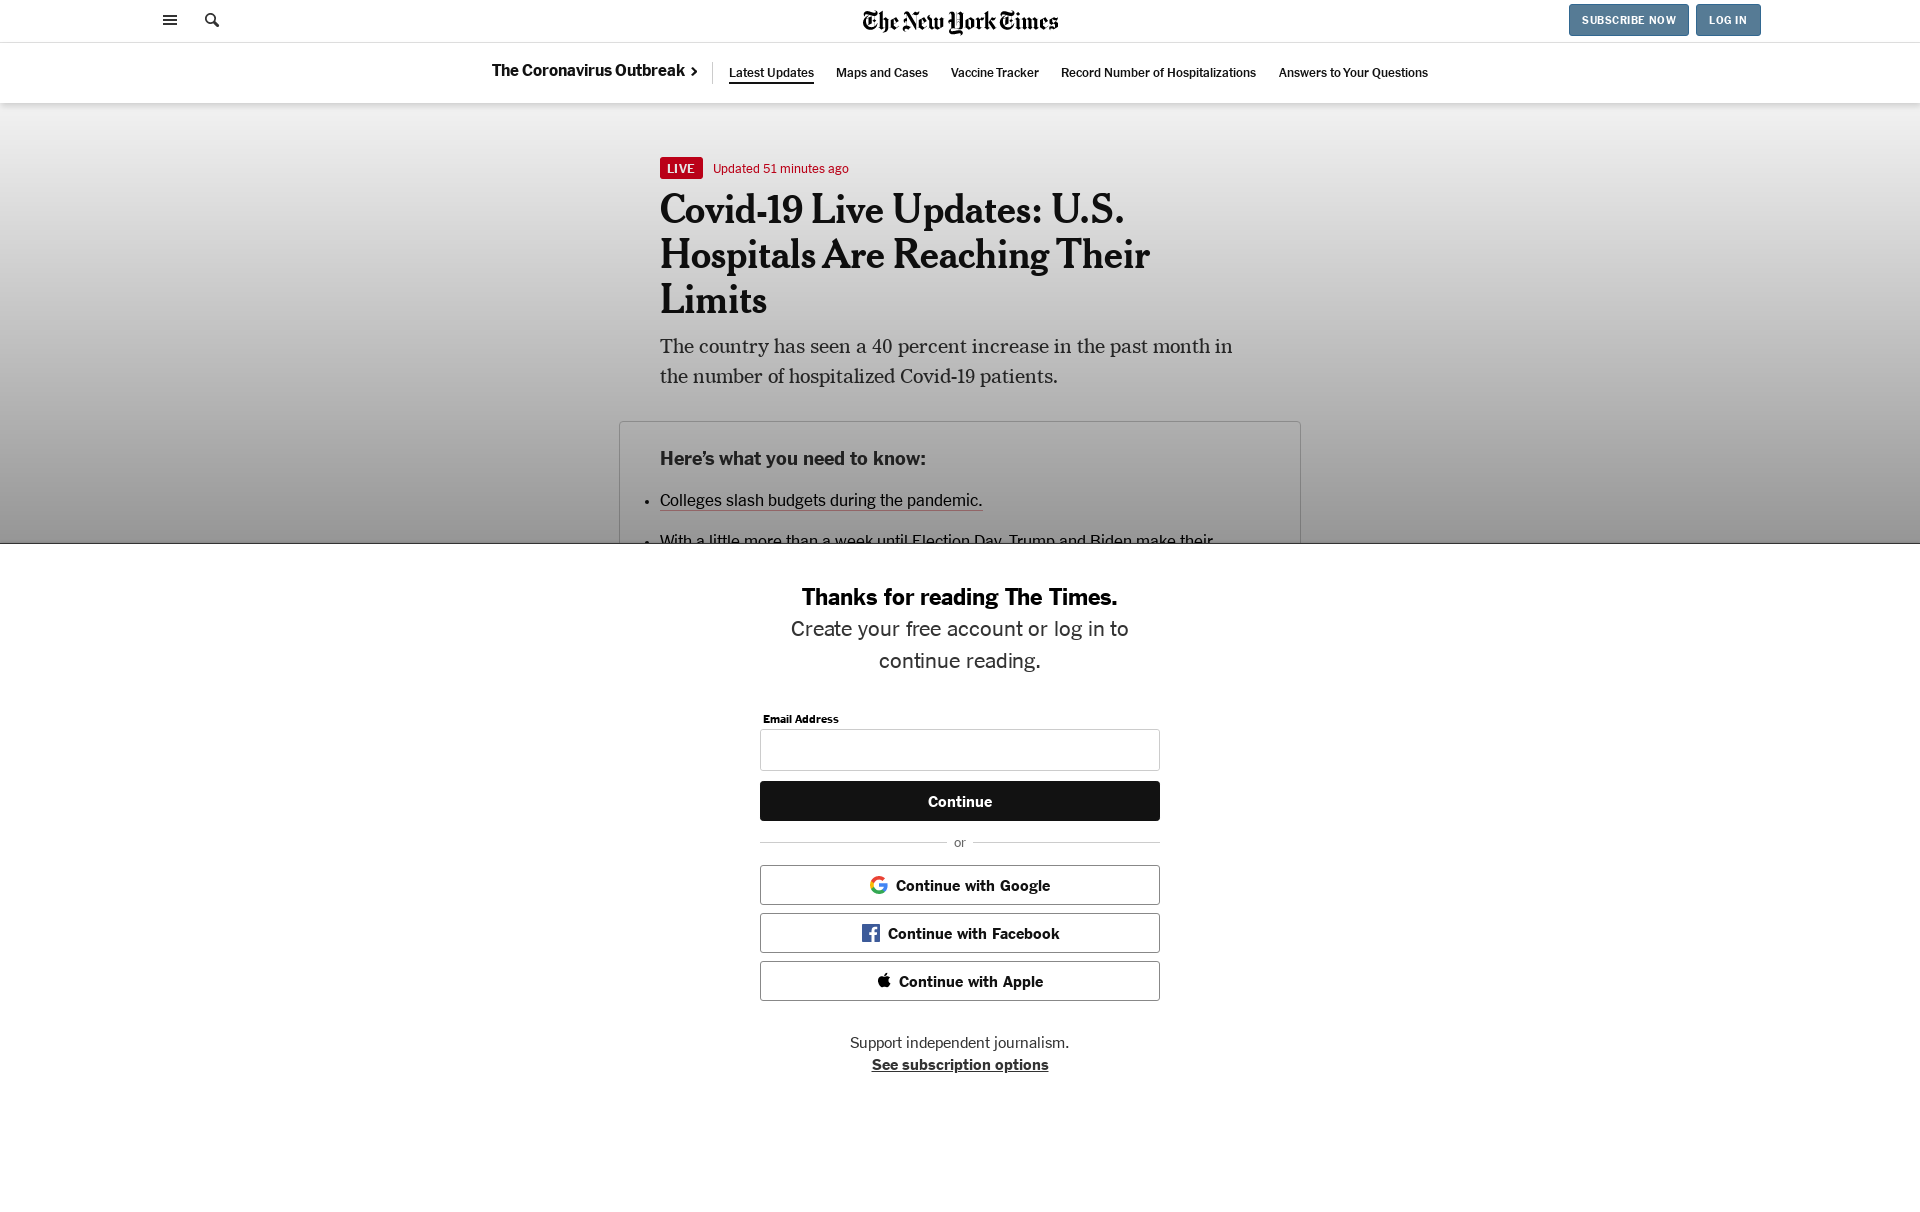 The New York Times
SUBSCRIBE NOW
LOG IN
The Coronavirus Outbreak
Latest Updates
Maps and Cases
Vaccine Tracker
Record Number of Hospitalizations
Answers to Your Questions
LIVE
Updated 51 minutes ago
Covid-19 Live Updates: U.S.
Hospitals Are Reaching Their
Limits
The country has seen a 40 percent increase in the past month in
the number of hospitalized Covid-19 patients.
Here’s what you need to know:
• Colleges slash budgets during the pandemic.
• With a little more than a week until Election Day, Trump and Biden make their
Thanks for reading The Times.
Create your free account or log in to
continue reading.
Email Address
Continue
or
Continue with Google
Continue with Facebook
Continue with Apple
Support independent journalism.
See subscription options